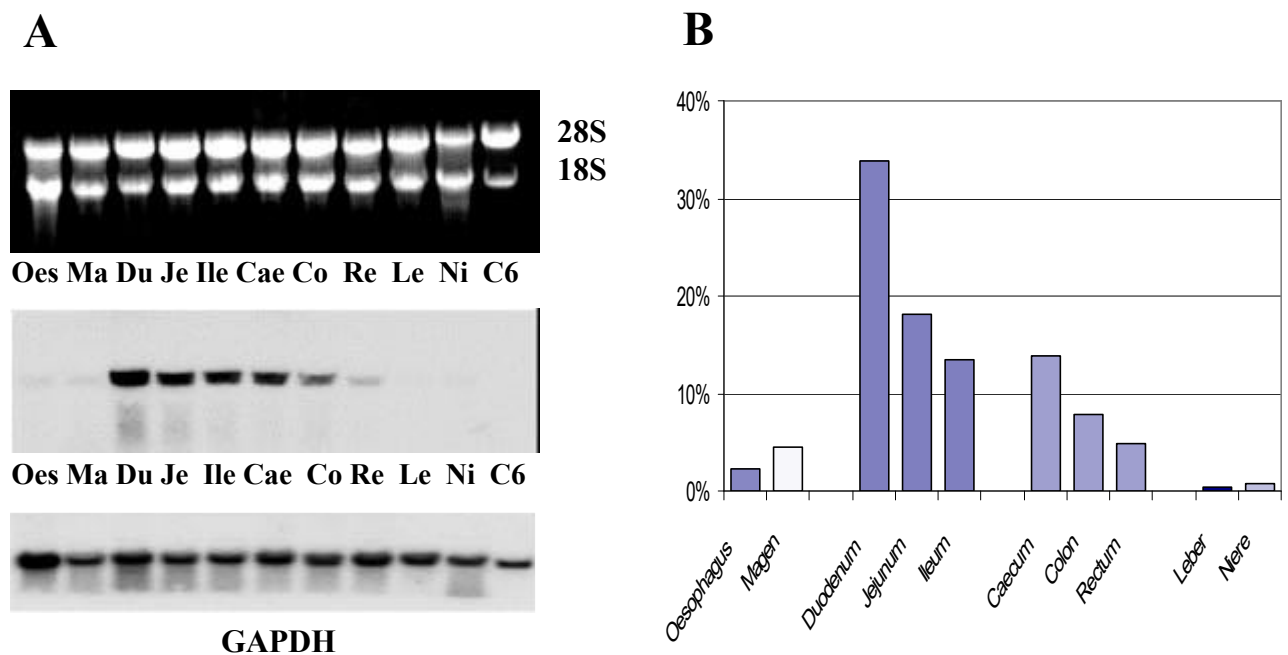 A
28S
18S
Oes Ma Du Je Ile Cae Co Re Le Ni C6
Oes Ma Du Je Ile Cae Co Re Le Ni C6
GAPDH
B
40%
30%
20%
10%
0%
Oesophagus
Magen
Duodenum
Jejunum
Ileum
Caecum
Colon
Rectum
Leber
Niere